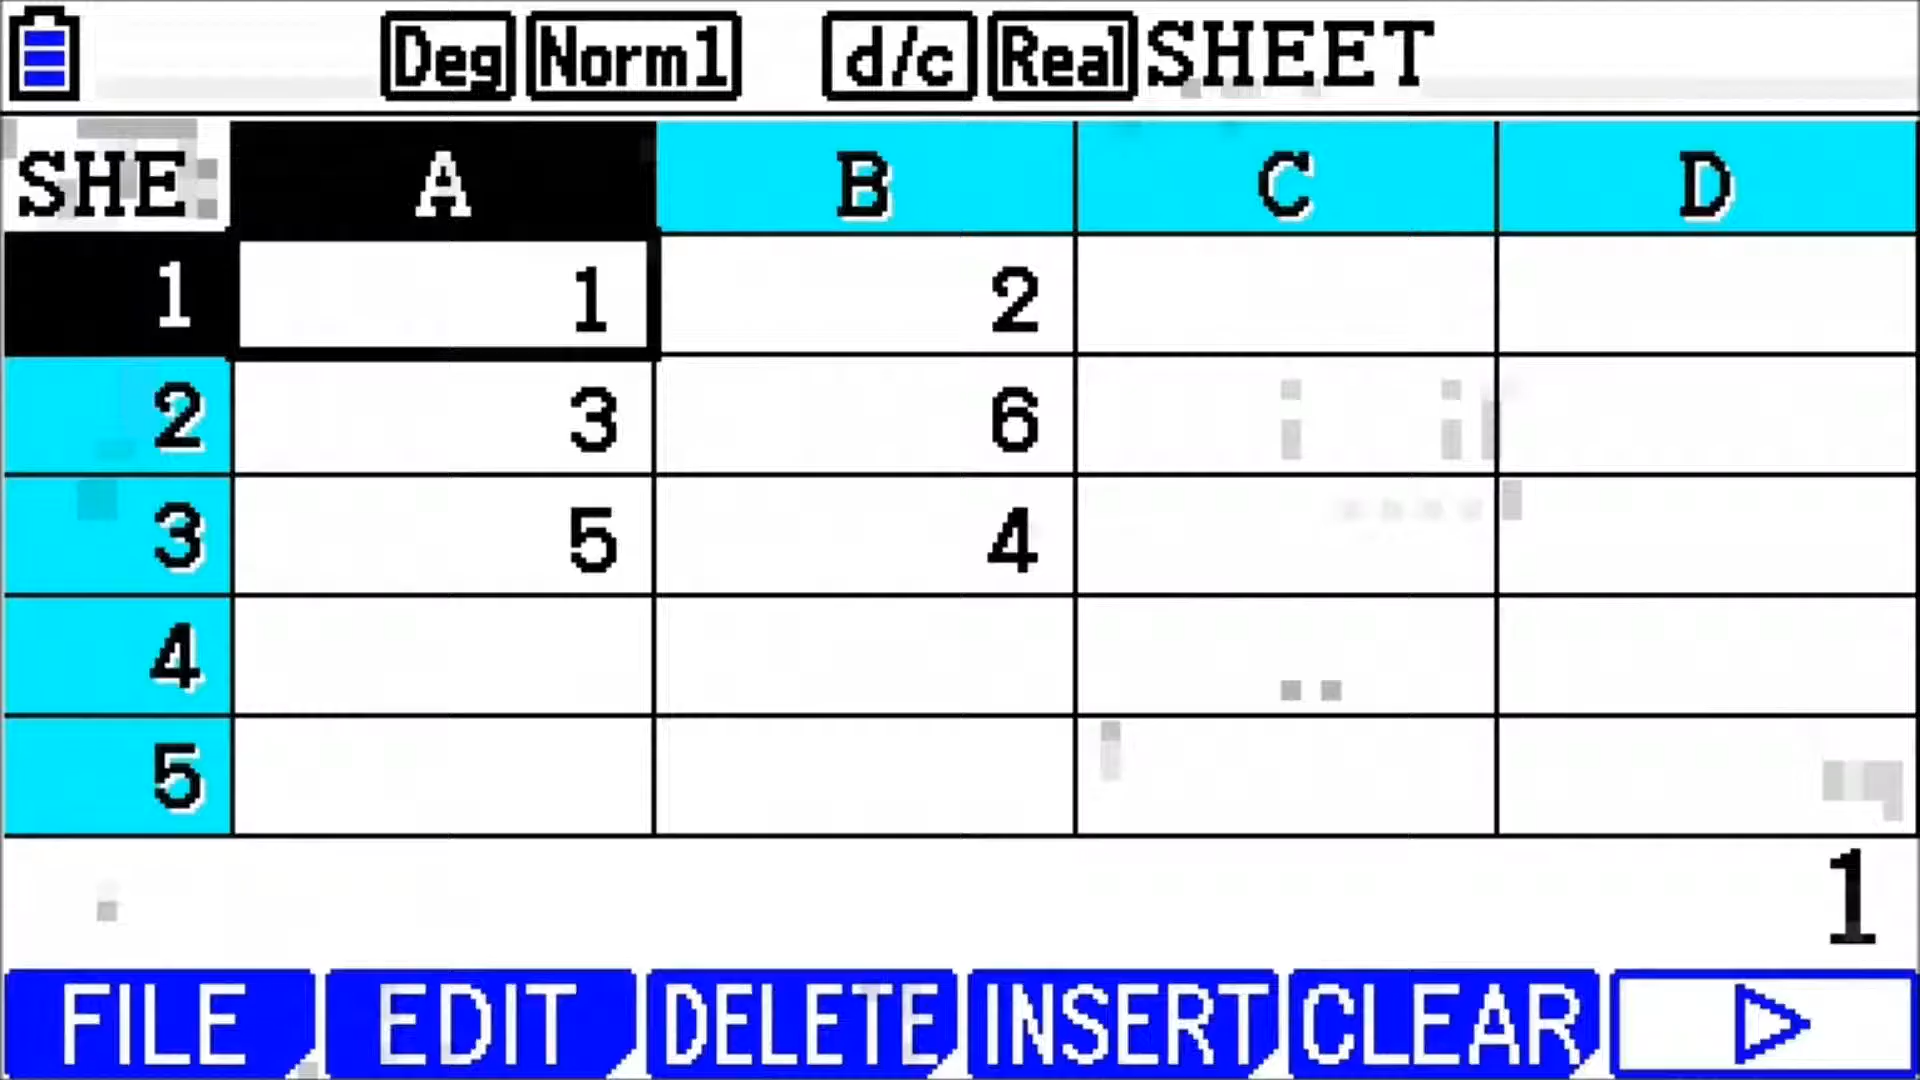 Deg Norm1 d/c Real SHEET
SHE A B C D
1 1 2
2 3 6
3 5 4
4
5
1
FILE EDIT DELETE INSERT CLEAR